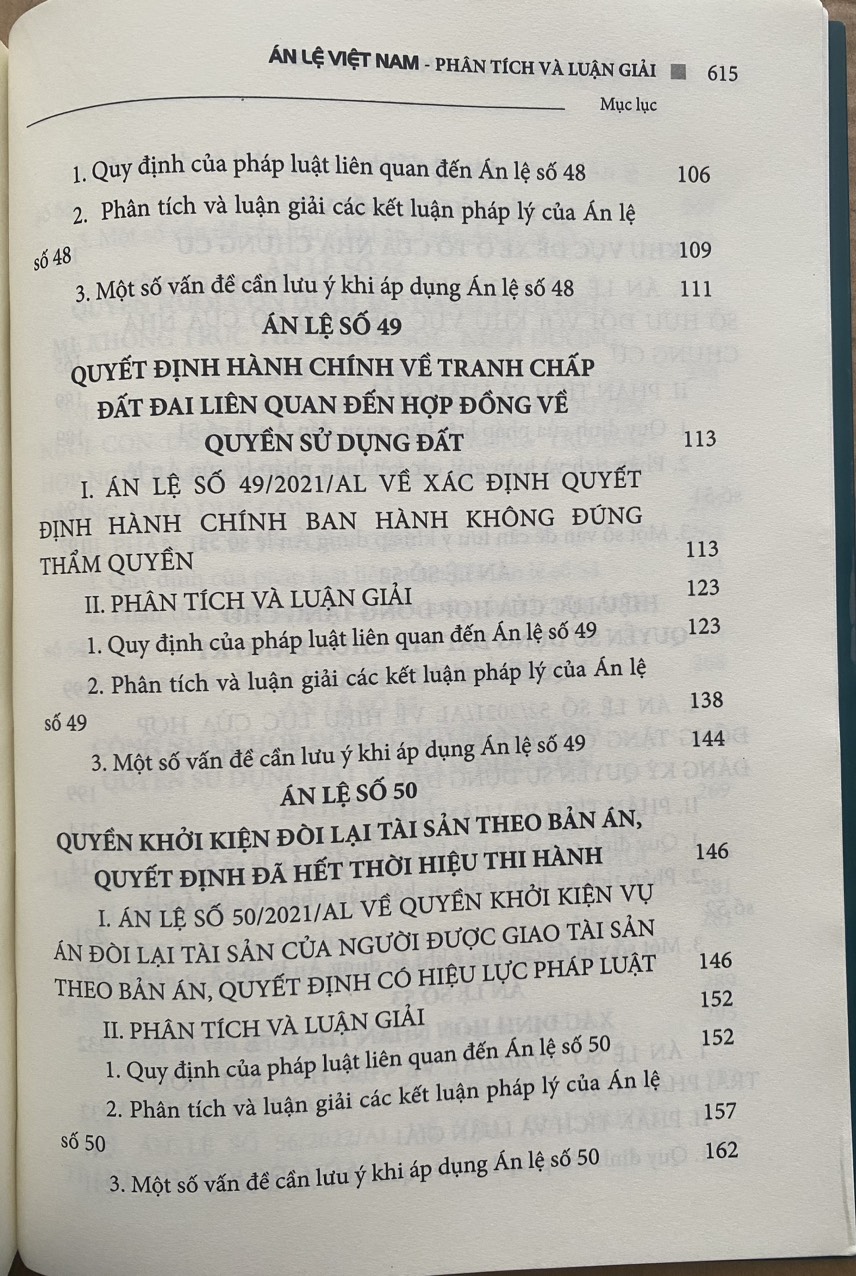 ÁN LỆ VIỆT NAM - PHÂN TÍCH VÀ LUẬN GIẢI ■ 615
Mục lục
1. Quy định của pháp luật liên quan đến Án lệ số 48 106
2. Phân tích và luận giải các kết luận pháp lý của Án lệ
số 48 109
3. Một số vấn đề cần lưu ý khi áp dụng Án lệ số 48 111
ÁN LỆ SỐ 49
QUYẾT ĐỊNH HÀNH CHÍNH VỀ TRANH CHẤP
ĐẤT ĐAI LIÊN QUAN ĐẾN HỢP ĐỒNG VỀ
QUYỀN SỬ DỤNG ĐẤT 113
I. ÁN LỆ SỐ 49/2021/AL VỀ XÁC ĐỊNH QUYẾT
ĐỊNH HÀNH CHÍNH BAN HÀNH KHÔNG ĐÚNG
THẨM QUYỀN 113
II. PHÂN TÍCH VÀ LUẬN GIẢI 123
1. Quy định của pháp luật liên quan đến Án lệ số 49 123
2. Phân tích và luận giải các kết luận pháp lý của Án lệ
số 49 138
3. Một số vấn đề cần lưu ý khi áp dụng Án lệ số 49 144
ÁN LỆ SỐ 50
QUYỀN KHỞI KIỆN ĐÒI LẠI TÀI SẢN THEO BẢN ÁN,
QUYẾT ĐỊNH ĐÃ HẾT THỜI HIỆU THI HÀNH 146
I. ÁN LỆ SỐ 50/2021/AL VỀ QUYỀN KHỞI KIỆN VỤ
ÁN ĐÒI LẠI TÀI SẢN CỦA NGƯỜI ĐƯỢC GIAO TÀI SẢN
THEO BẢN ÁN, QUYẾT ĐỊNH CÓ HIỆU LỰC PHÁP LUẬT 146
II. PHÂN TÍCH VÀ LUẬN GIẢI 152
1. Quy định của pháp luật liên quan đến Án lệ số 50 152
2. Phân tích và luận giải các kết luận pháp lý của Án lệ
số 50 157
3. Một số vấn đề cần lưu ý khi áp dụng Án lệ số 50 162